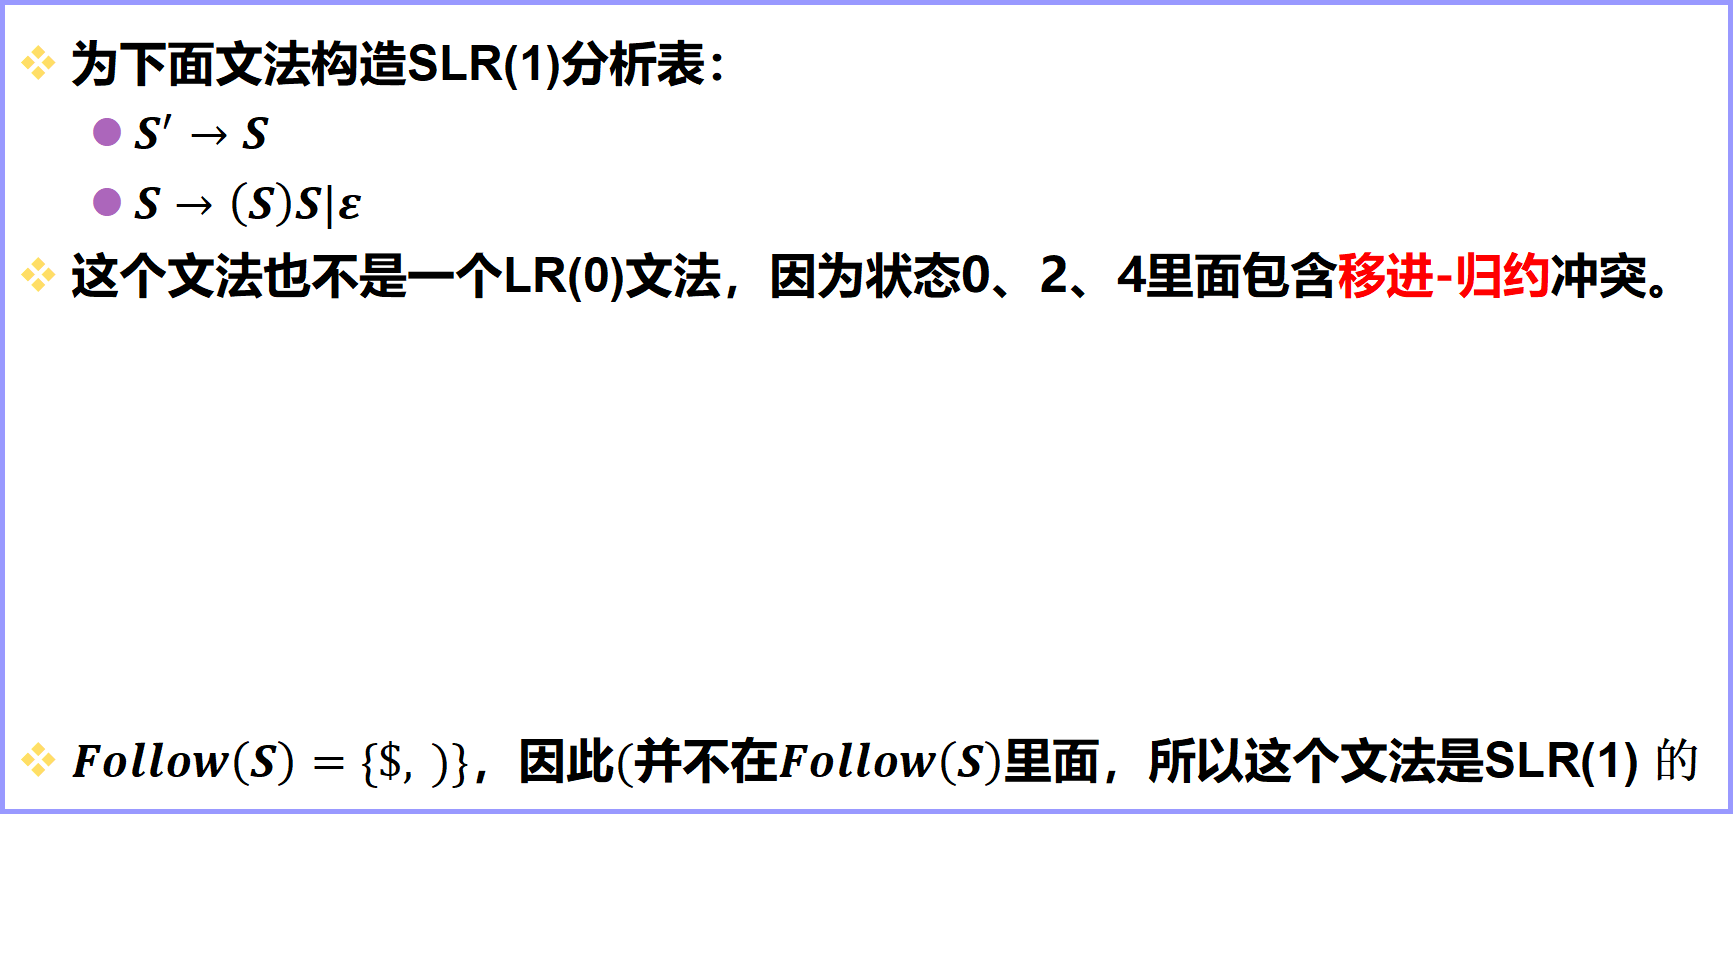 为下面文法构造SLR(1)分析表：
S′ → S
S → (S)S|ε
这个文法也不是一个LR(0)文法，因为状态0、2、4里面包含移进-归约冲突。
Follow(S) = {$, )}，因此(并不在Follow(S)里面，所以这个文法是SLR(1) 的